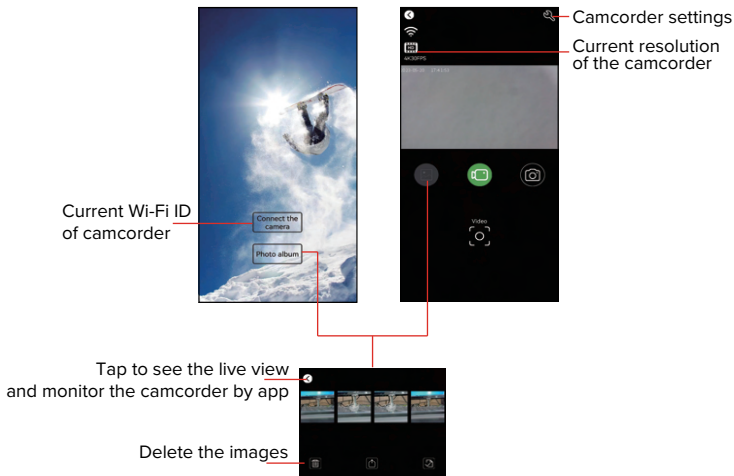 Camcorder settings
Current resolution
of the camcorder
4K30FPS
Current Wi-Fi ID
of camcorder
Connect the
camera
Photo album
Video
Tap to see the live view
and monitor the camcorder by app
Delete the images